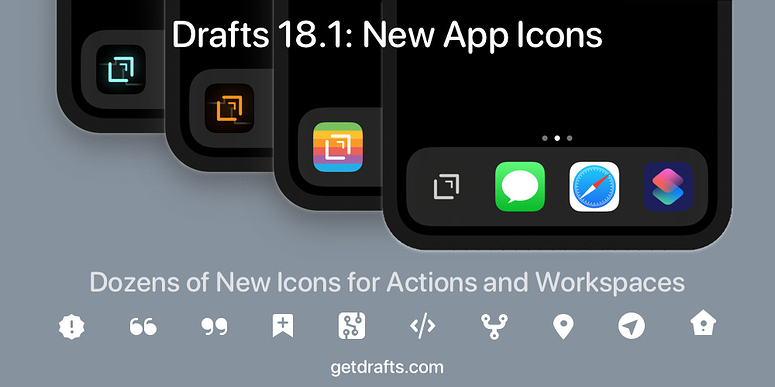 Drafts 18.1: New App Icons
Dozens of New Icons for Actions and Workspaces
getdrafts.com